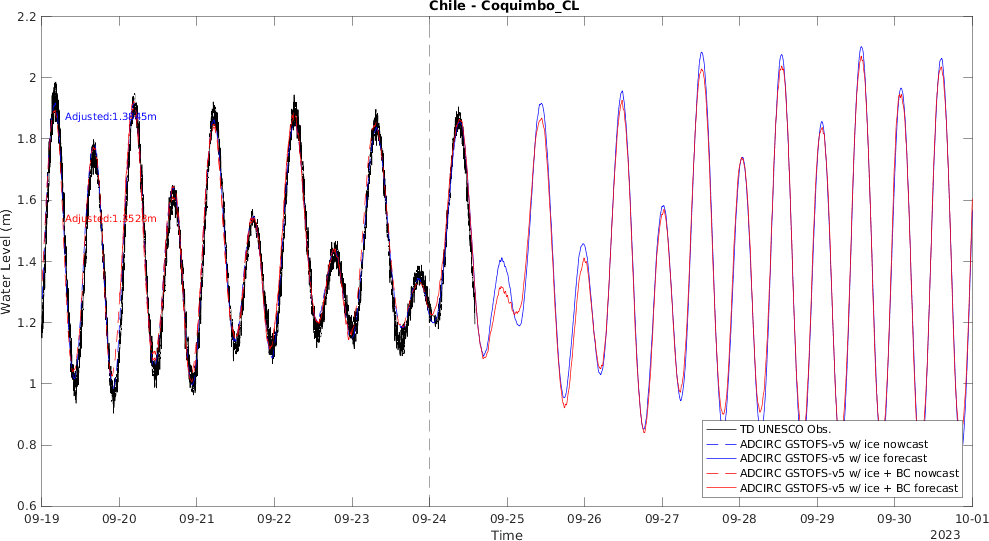 Chile - Coquimbo_CL
Water Level (m)
2.2
2
1.8
1.6
1.4
1.2
1
0.8
0.6
Adjusted:
Adjusted:
TD UNESCO Obs.
ADCIRC GSTOFS-v5 w/ ice nowcast
ADCIRC GSTOFS-v5 w/ ice forecast
ADCIRC GSTOFS-v5 w/ ice + BC nowcast
ADCIRC GSTOFS-v5 w/ ice + BC forecast
09-19 09-20 09-21 09-22 09-23 09-24 09-25 09-26 09-27 09-28 09-29 09-30 10-01
Time
2023